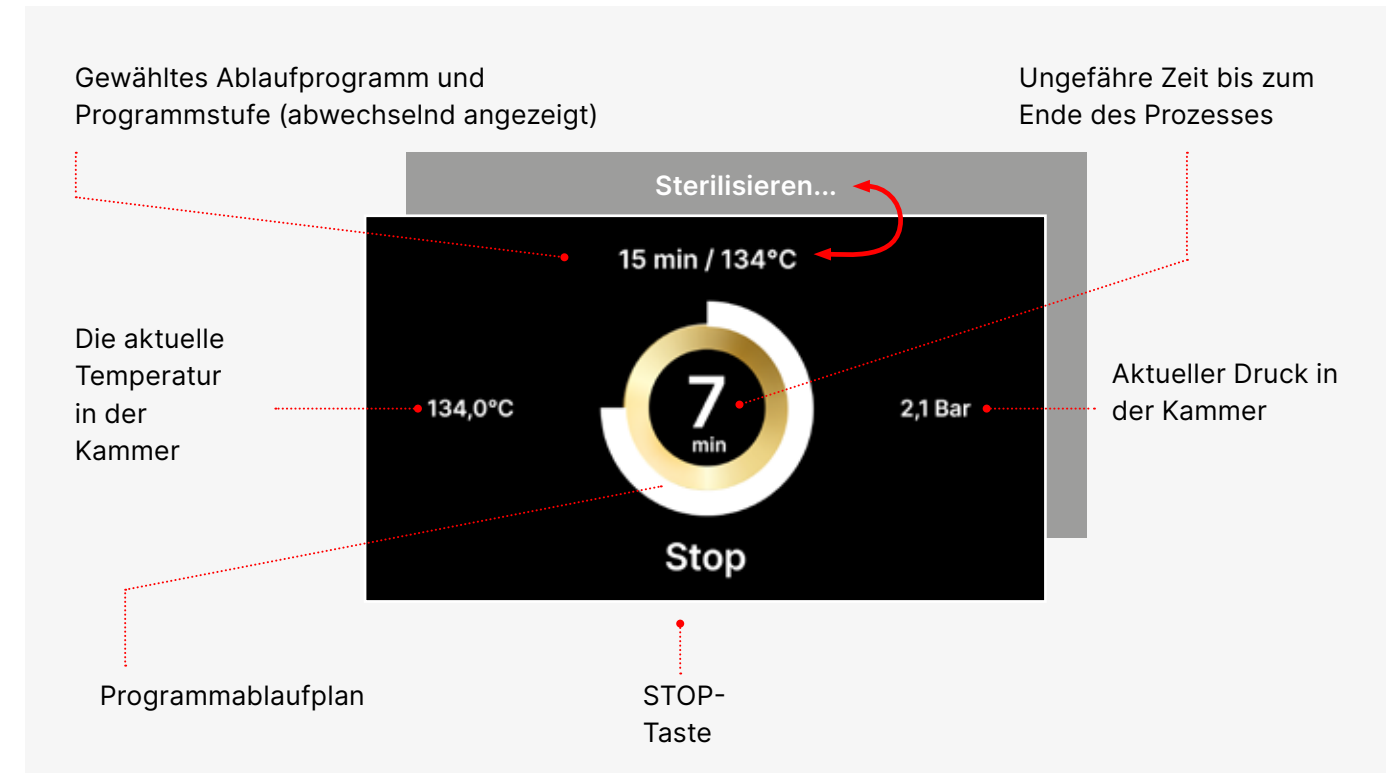 Gewähltes Ablaufprogramm und
Programmstufe (abwechselnd angezeigt)
Ungefähre Zeit bis zum
Ende des Prozesses
Sterilisieren...
15 min / 134°C
Die aktuelle
Temperatur
in der
Kammer
134,0°C
7
min
2,1 Bar
Aktueller Druck in
der Kammer
Stop
Programmablaufplan
STOP-
Taste